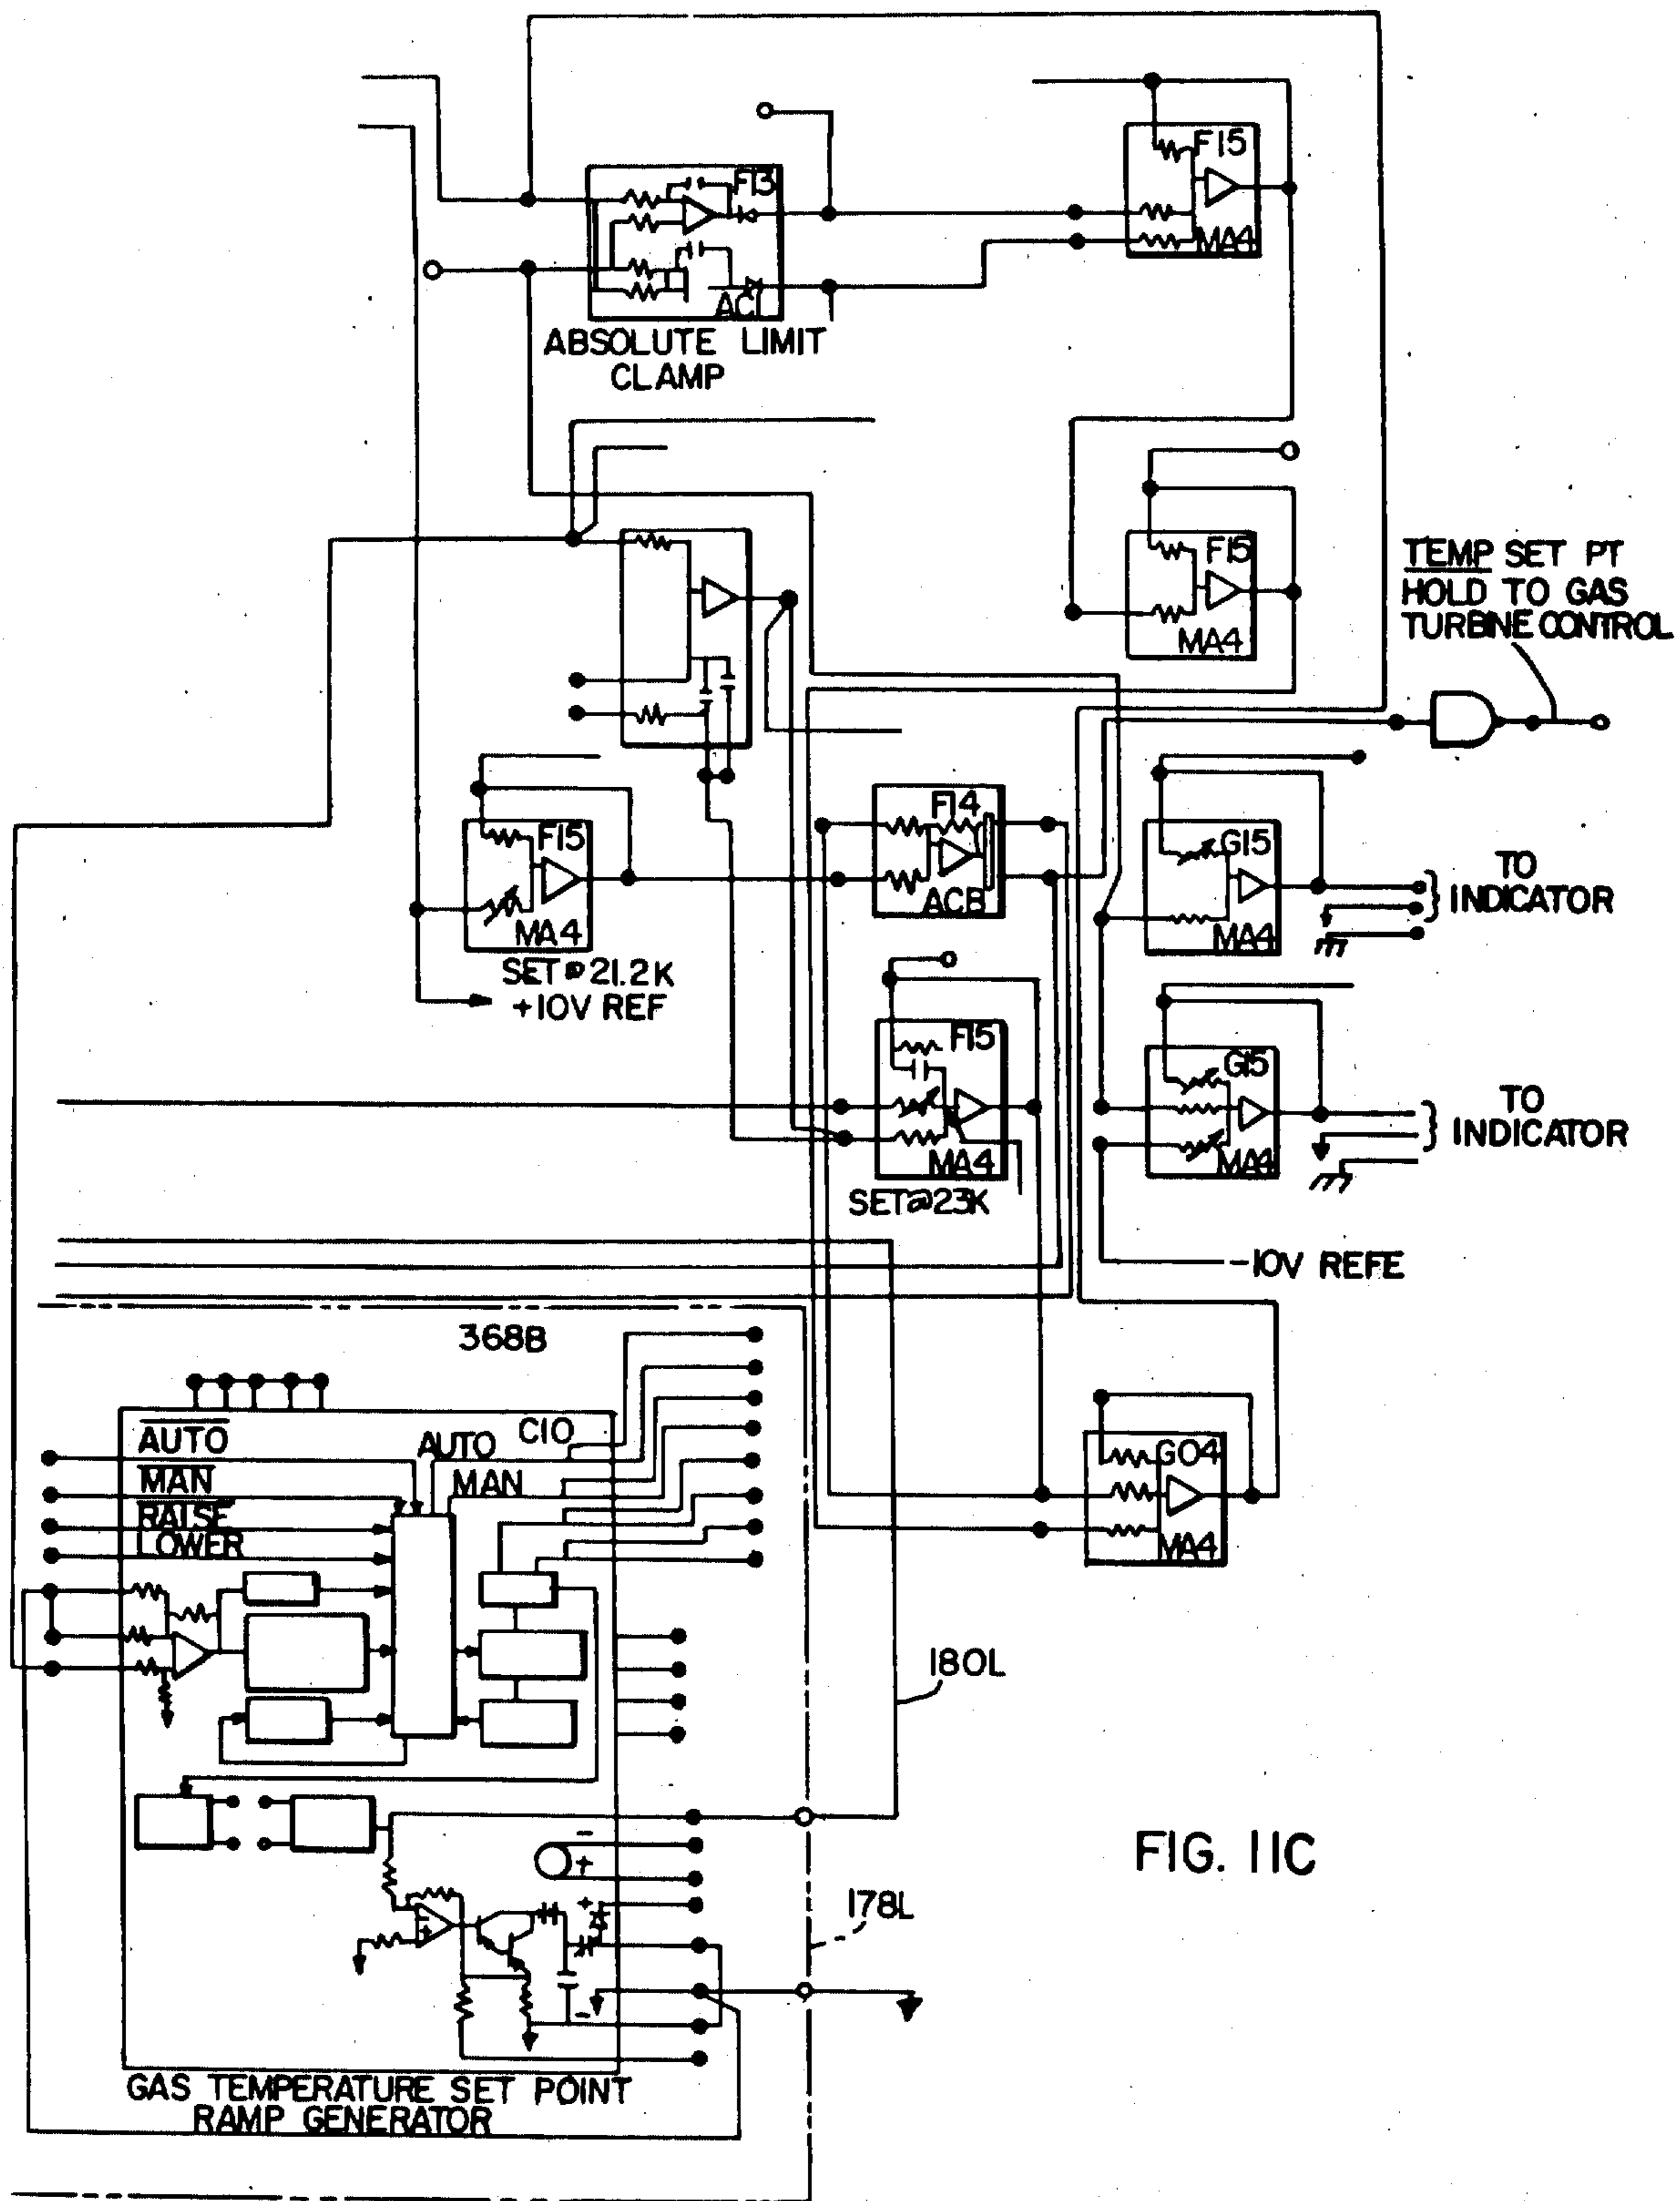 F15
F13
MA4
AC1
ABSOLUTE LIMIT
CLAMP
F15
MA4
TEMP SET PT
HOLD TO GAS
TURBINE CONTROL
F15
MA4
SET @ 21.2K
+10V REF
F14
ACB
G15
MA4
TO
INDICATOR
F15
MA4
SET@23K
G15
MA4
TO
INDICATOR
-10V REFE
368B
C10
AUTO
AUTO
MAN
MAN
RAISE
LOWER
G04
MA4
180L
-
+
+
178L
-
+
-
FIG. 11C
GAS TEMPERATURE SET POINT
RAMP GENERATOR